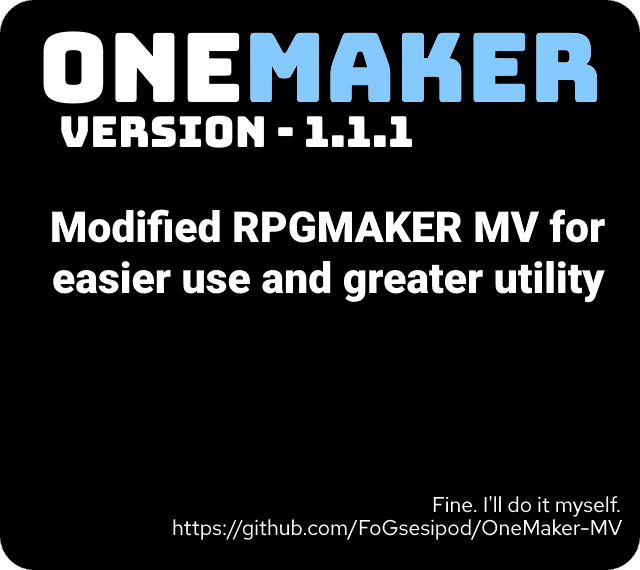 ONEMAKER
VERSION - 1.1.1
Modified RPGMAKER MV for
easier use and greater utility
Fine. I'll do it myself.
https://github.com/FoGsesipod/OneMaker-MV